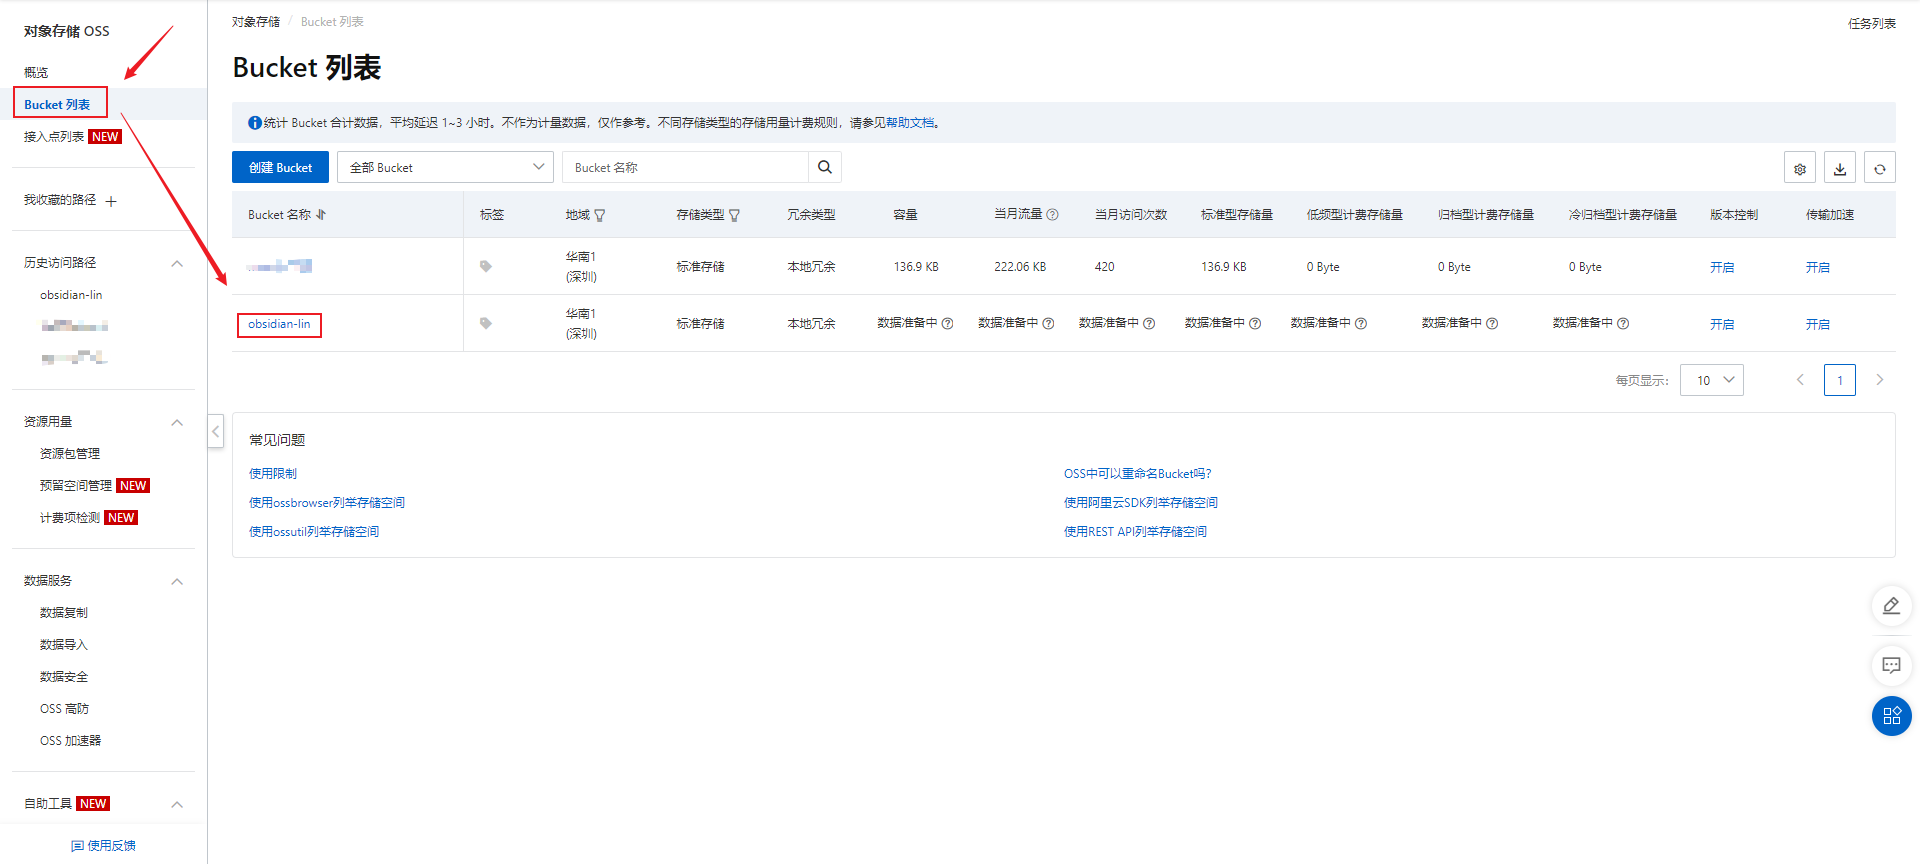 对象存储 OSS
概览
Bucket 列表
接入点列表 NEW
我收藏的路径
历史访问路径
obsidian-lin
资源用量
资源包管理
预留空间管理 NEW
计费项检测 NEW
数据服务
数据复制
数据导入
数据安全
OSS 高防
OSS 加速器
自助工具 NEW
使用反馈
对象存储 / Bucket 列表
任务列表
Bucket 列表
统计 Bucket 合计数据，平均延迟 1~3 小时。不作为计量数据，仅作参考。不同存储类型的存储用量计费规则，请参见帮助文档。
创建 Bucket 全部 Bucket Bucket 名称
Bucket 名称 标签 地域 存储类型 冗余类型 容量 当月流量 当月访问次数 标准型存储量 低频型计费存储量 归档型计费存储量 冷归档型计费存储量 版本控制 传输加速
华南1
(深圳) 标准存储 本地冗余 136.9 KB 222.06 KB 420 136.9 KB 0 Byte 0 Byte 0 Byte 开启 开启
obsidian-lin 华南1
(深圳) 标准存储 本地冗余 数据准备中 数据准备中 数据准备中 数据准备中 数据准备中 数据准备中 数据准备中 开启 开启
每页显示: 10 1
常见问题
使用限制 OSS中可以重命名Bucket吗?
使用ossbrowser列举存储空间 使用阿里云SDK列举存储空间
使用ossutil列举存储空间 使用REST API列举存储空间